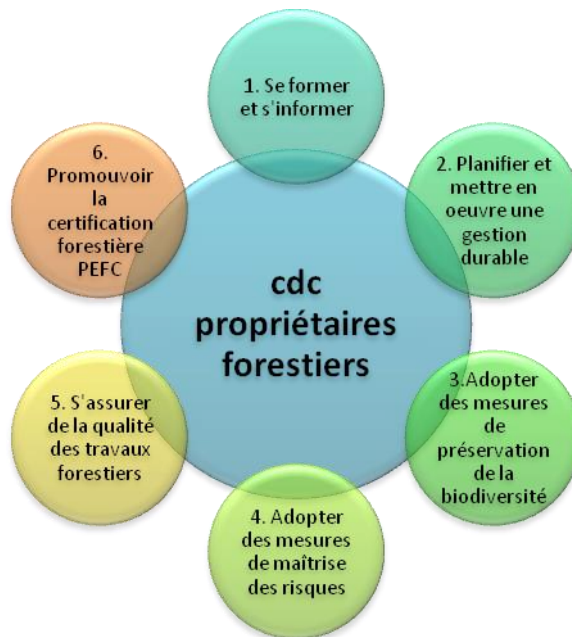 1. Se former
et s'informer
2. Planifier et
mettre en
oeuvre une
gestion
durable
3.Adopter
des mesures
de
préservation
de la
biodiversité
4. Adopter
des mesures
de maîtrise
des risques
5. S'assurer
de la qualité
des travaux
forestiers
6.
Promouvoir
la
certification
forestière
PEFC
cdc
propriétaires
forestiers